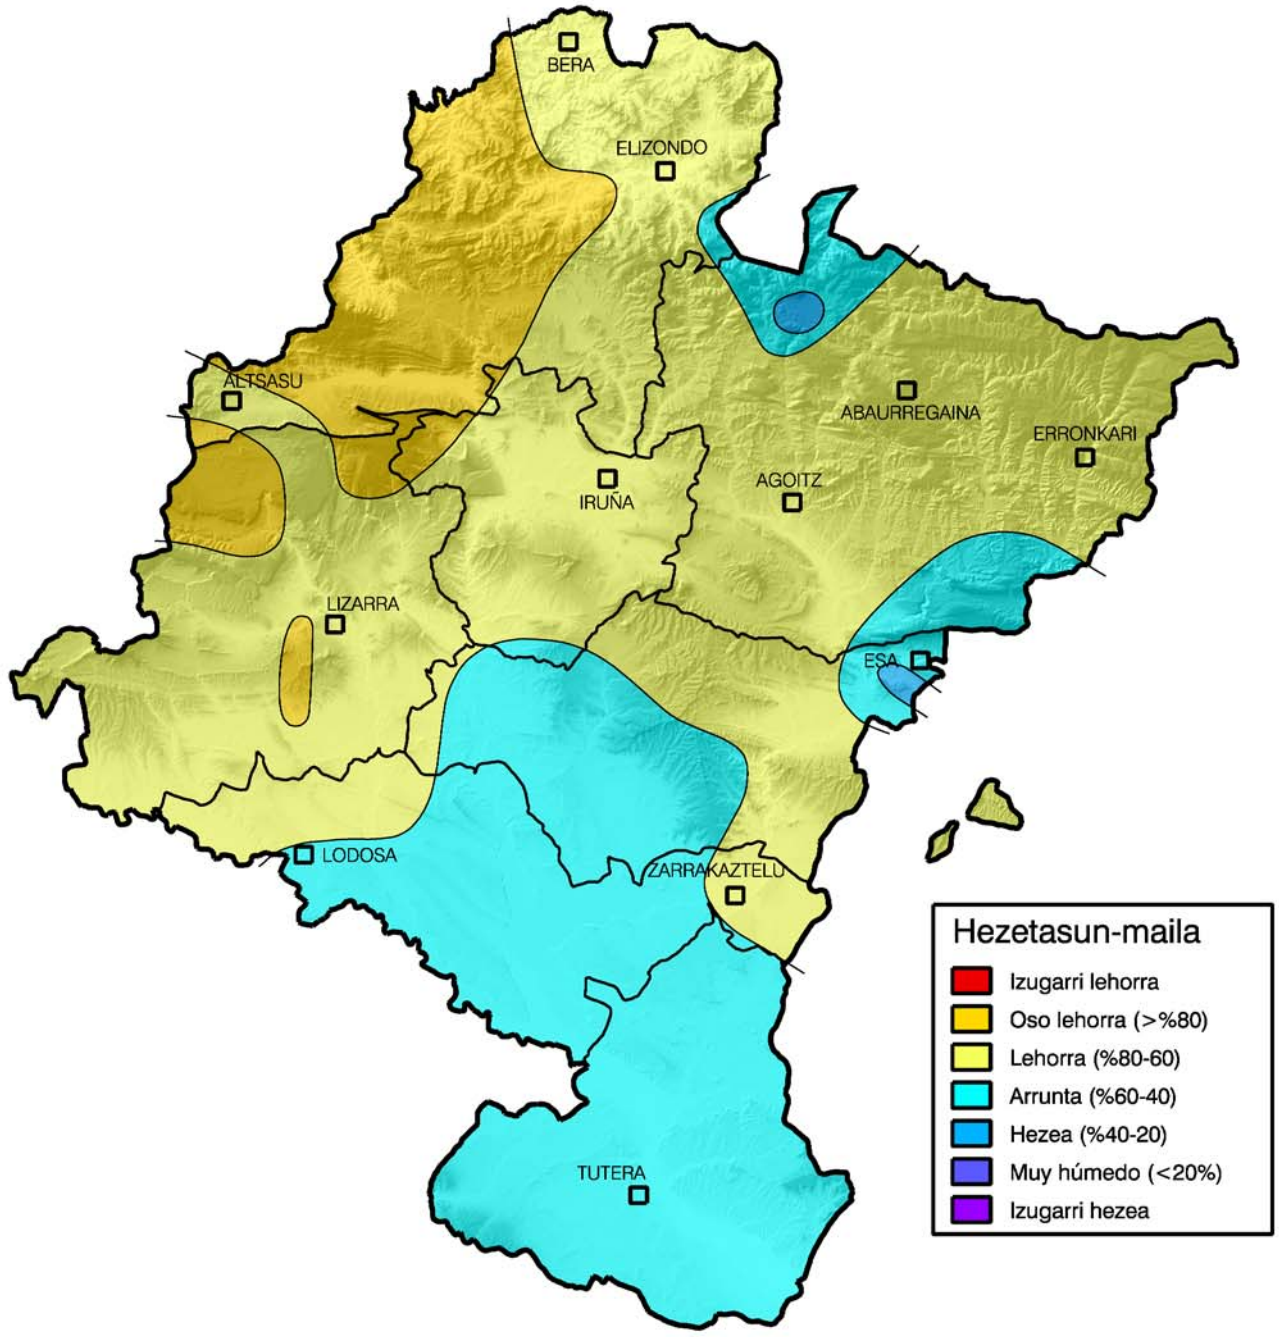 BERA
ELIZONDO
ALTSASU
ABAURREGAINA
ERRONKARI
AGOITZ
IRUÑA
LIZARRA
ESA
LODOSA
ZARRAKAZTELU
TUTERA
Hezetasun-maila
Izugarri lehorra
Oso lehorra (>%80)
Lehorra (%80-60)
Arrunta (%60-40)
Hezea (%40-20)
Muy húmedo (<20%)
Izugarri hezea